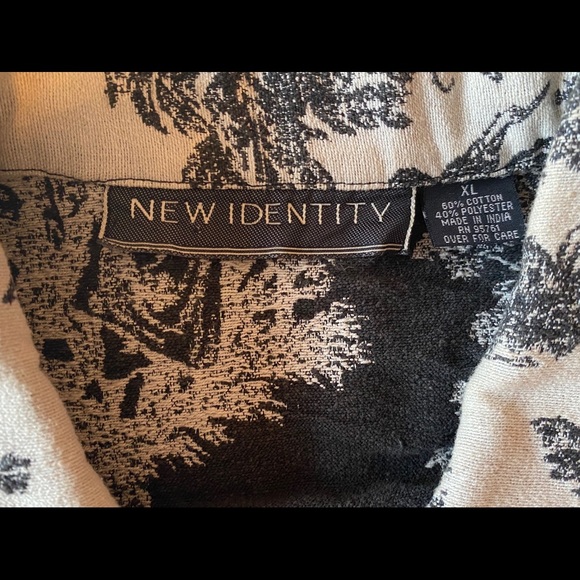 NEW IDENTITY
XL
60% COTTON
40% POLYESTER
MADE IN INDIA
RN 95761
OVER FOR CARE